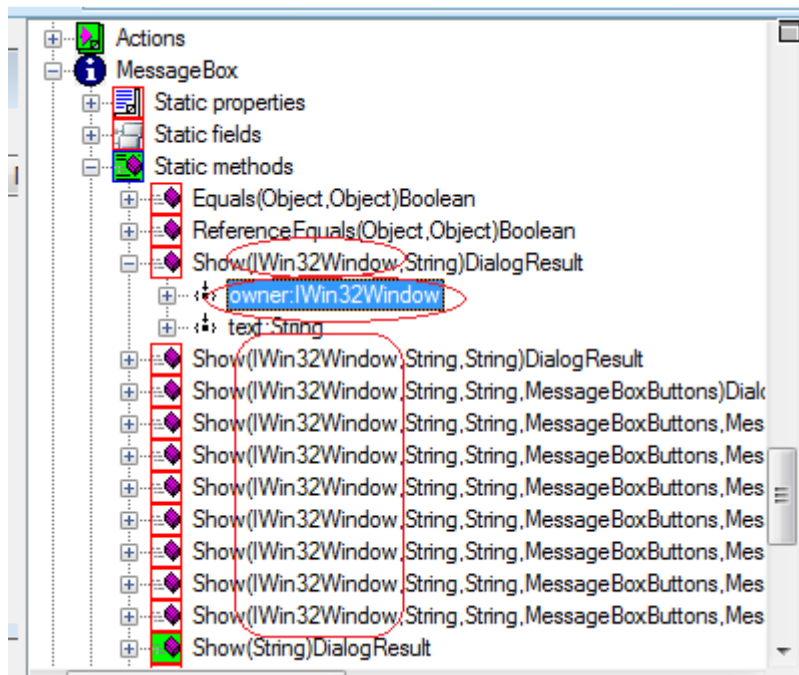 Actions
MessageBox
Static properties
Static fields
Static methods
Equals(Object,Object)Boolean
ReferenceEquals(Object,Object)Boolean
Show(IWin32Window,String)DialogResult
owner:IWin32Window
text:String
Show(IWin32Window,String,String)DialogResult
Show(IWin32Window,String,String,MessageBoxButtons)Dialo
Show(IWin32Window,String,String,MessageBoxButtons,Mes
Show(IWin32Window,String,String,MessageBoxButtons,Mes
Show(IWin32Window,String,String,MessageBoxButtons,Mes
Show(IWin32Window,String,String,MessageBoxButtons,Mes
Show(IWin32Window,String,String,MessageBoxButtons,Mes
Show(IWin32Window,String,String,MessageBoxButtons,Mes
Show(IWin32Window,String,String,MessageBoxButtons,Mes
Show(String)DialogResult